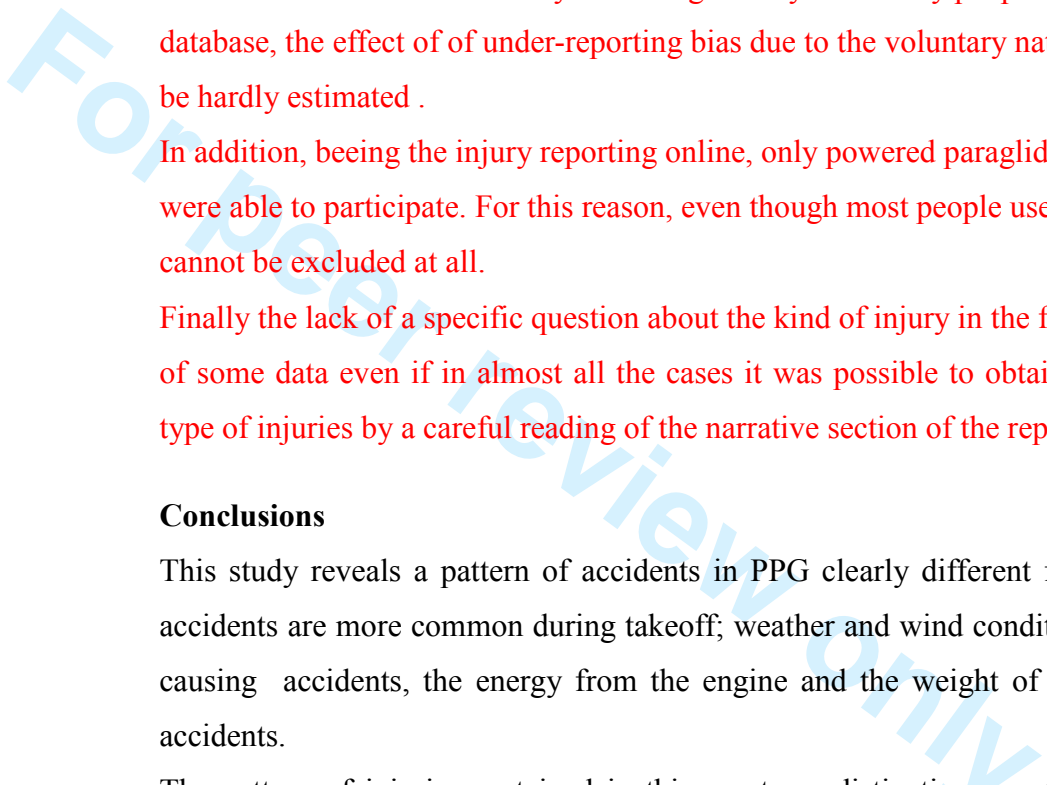 database, the effect of of under-reporting bias due to the voluntary
be hardly estimated .
In addition, beeing the injury reporting online, only powered
were able to participate. For this reason, even though most people
cannot be excluded at all.
Finally the lack of a specific question about the kind of injury in the
of some data even if in almost all the cases it was possible to
type of injuries by a careful reading of the narrative section of the
Conclusions
This study reveals a pattern of accidents in PPG clearly different
accidents are more common during takeoff; weather and wind
causing accidents, the energy from the engine and the weight of
accidents.
For peer review only